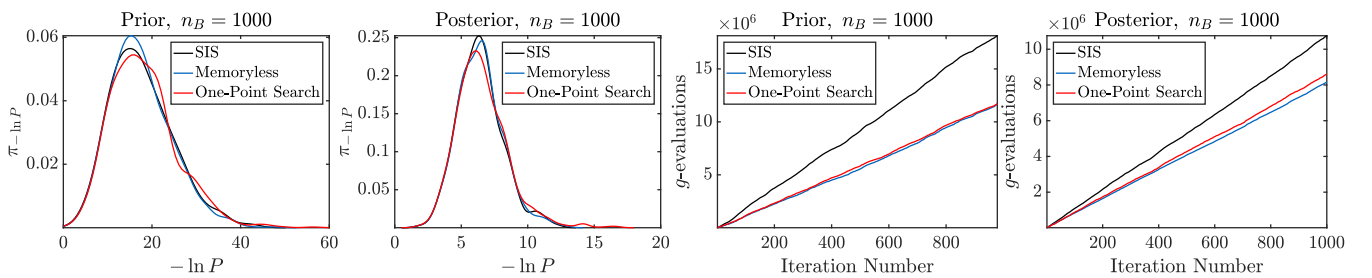 Prior, n_B = 1000
π_{− ln P}
0.06
0.04
0.02
0
20
40
60
− ln P
SIS
Memoryless
One-Point Search
Posterior, n_B = 1000
π_{− ln P}
0.25
0.2
0.15
0.1
0.05
0
5
10
15
20
− ln P
SIS
Memoryless
One-Point Search
×10^6
Prior, n_B = 1000
g-evaluations
15
10
5
200
400
600
800
Iteration Number
SIS
Memoryless
One-Point Search
×10^6
Posterior, n_B = 1000
g-evaluations
10
8
6
4
2
200
400
600
800
1000
Iteration Number
SIS
Memoryless
One-Point Search